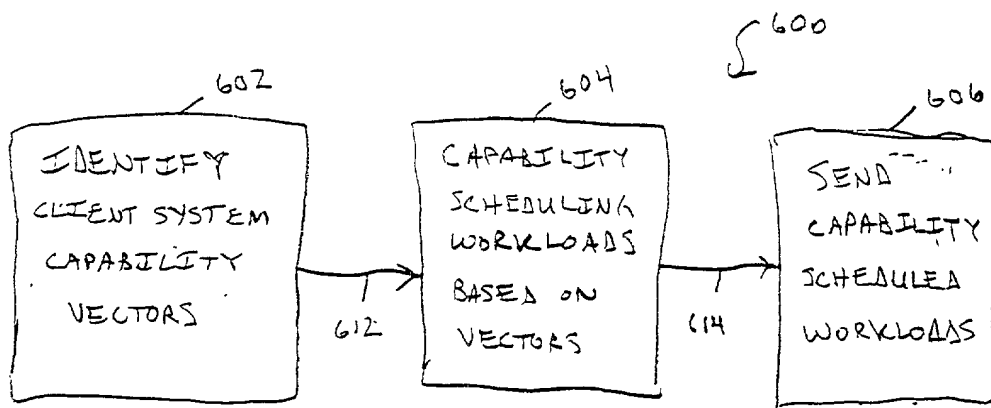 600
602
604
606
IDENTIFY
CLIENT SYSTEM
CAPABILITY
VECTORS
612
CAPABILITY
SCHEDULING
WORKLOADS
BASED ON
VECTORS
614
SEND
CAPABILITY
SCHEDULED
WORKLOADS